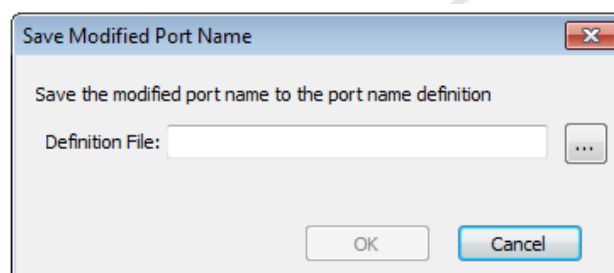 Save Modified Port Name
Save the modified port name to the port name definition
Definition File:
...
OK
Cancel